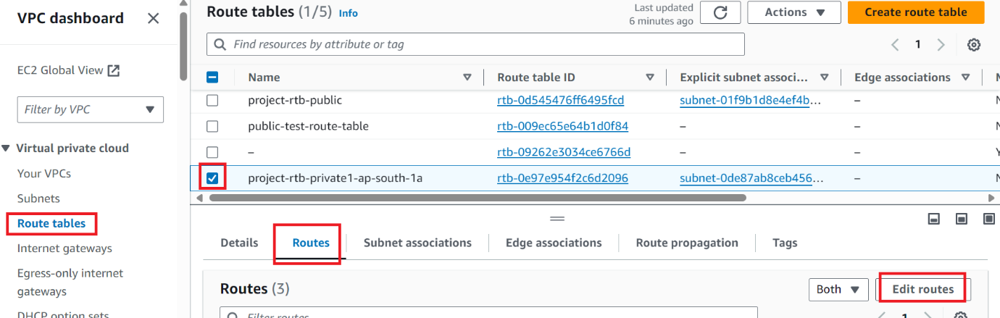 VPC dashboard
EC2 Global View
Filter by VPC
Virtual private cloud
Your VPCs
Subnets
Route tables
Internet gateways
Egress-only internet
gateways
DHCP option sets
Route tables (1/5) Info
Last updated
6 minutes ago
Actions
Create route table
Find resources by attribute or tag
1
Name Route table ID Explicit subnet associ... Edge associations
project-rtb-public rtb-0d545476ff6495fcd subnet-01f9b1d8e4ef4b... –
public-test-route-table rtb-009ec65e64b1d0f84 – –
– rtb-09262e3034ce6766d – –
project-rtb-private1-ap-south-1a rtb-0e97e954f2c6d2096 subnet-0de87ab8ceb456... –
Details Routes Subnet associations Edge associations Route propagation Tags
Routes (3)
Both
Edit routes
Filter routes
1